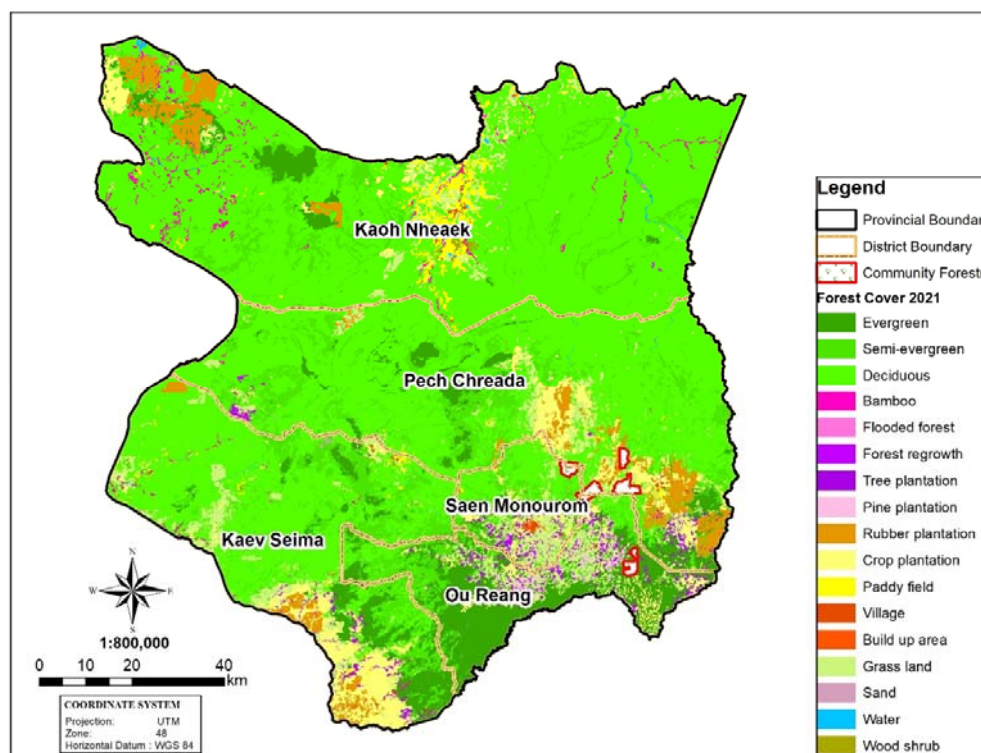 Kaoh Nheaek
Pech Chreada
Saen Monourom
Kaev Seima
Ou Reang
N
W
E
S
1:800,000
0 10 20 40
km
COORDINATE SYSTEM
Projection: UTM
Zone: 48
Horizontal Datum : WGS 84
Legend
Provincial Boundar
District Boundary
Community Forest
Forest Cover 2021
Evergreen
Semi-evergreen
Deciduous
Bamboo
Flooded forest
Forest regrowth
Tree plantation
Pine plantation
Rubber plantation
Crop plantation
Paddy field
Village
Build up area
Grass land
Sand
Water
Wood shrub